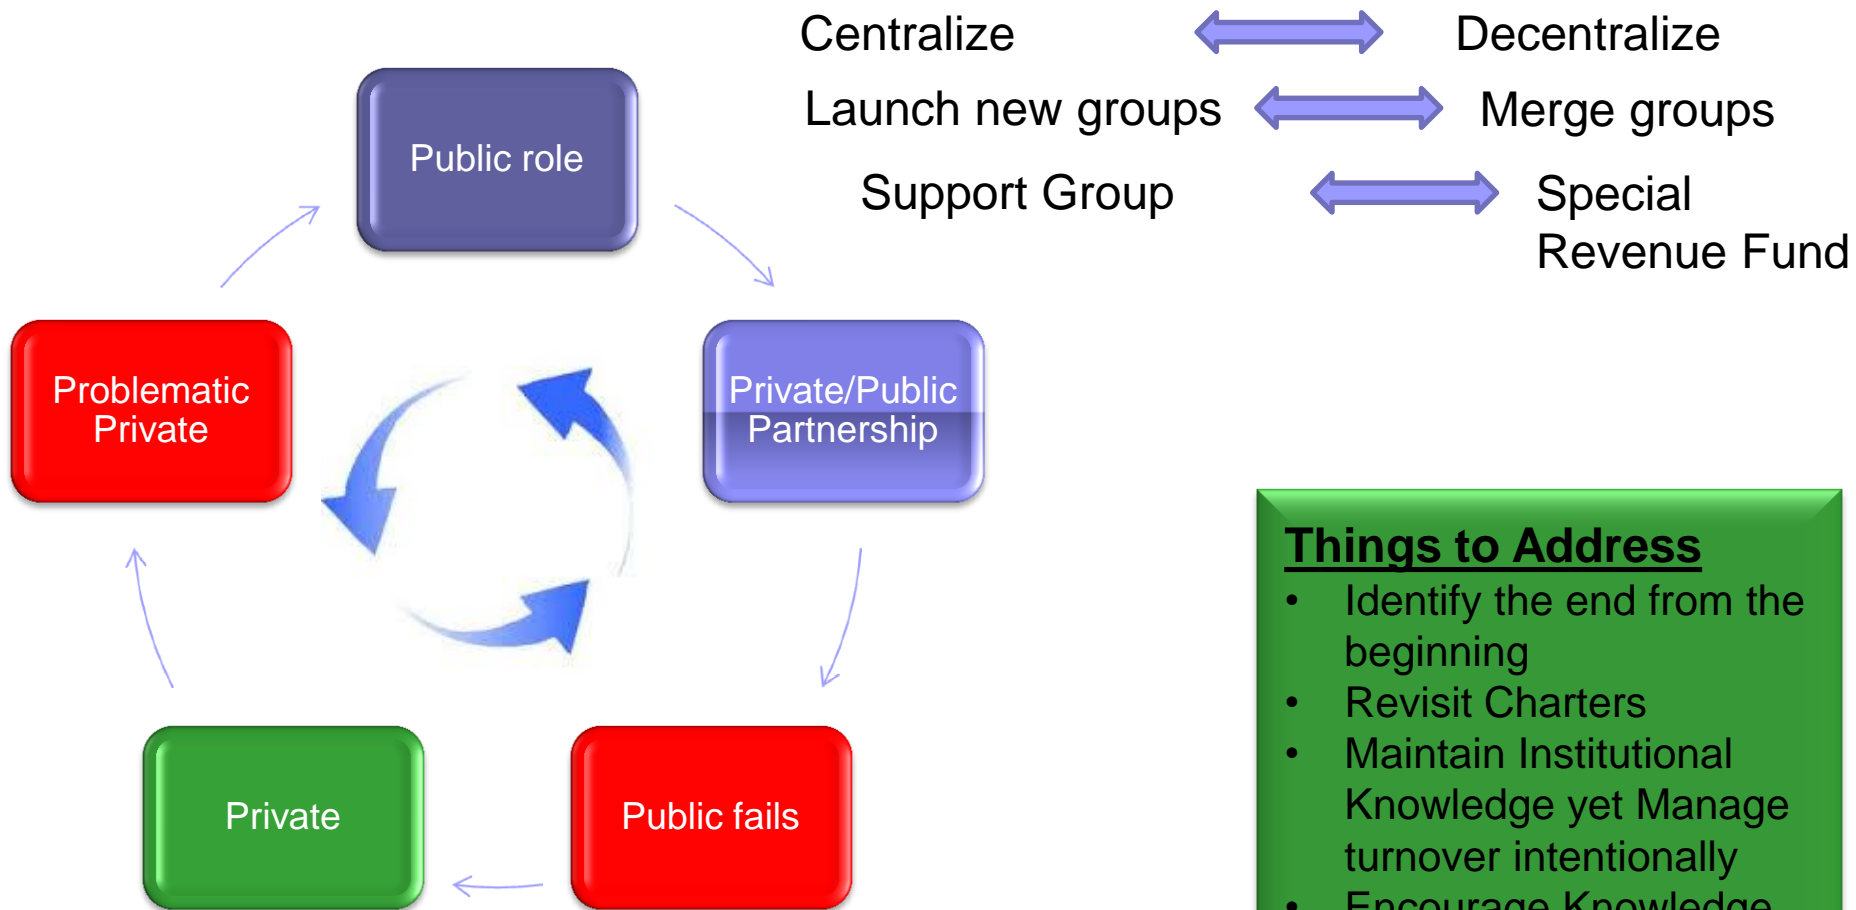 Centralize Decentralize
Launch new groups Merge groups
Support Group Special
Revenue Fund
Public role
Problematic
Private
Private/Public
Partnership
Private
Public fails
Things to Address
• Identify the end from the
beginning
• Revisit Charters
• Maintain Institutional
Knowledge yet Manage
turnover intentionally
• Encourage Knowledge